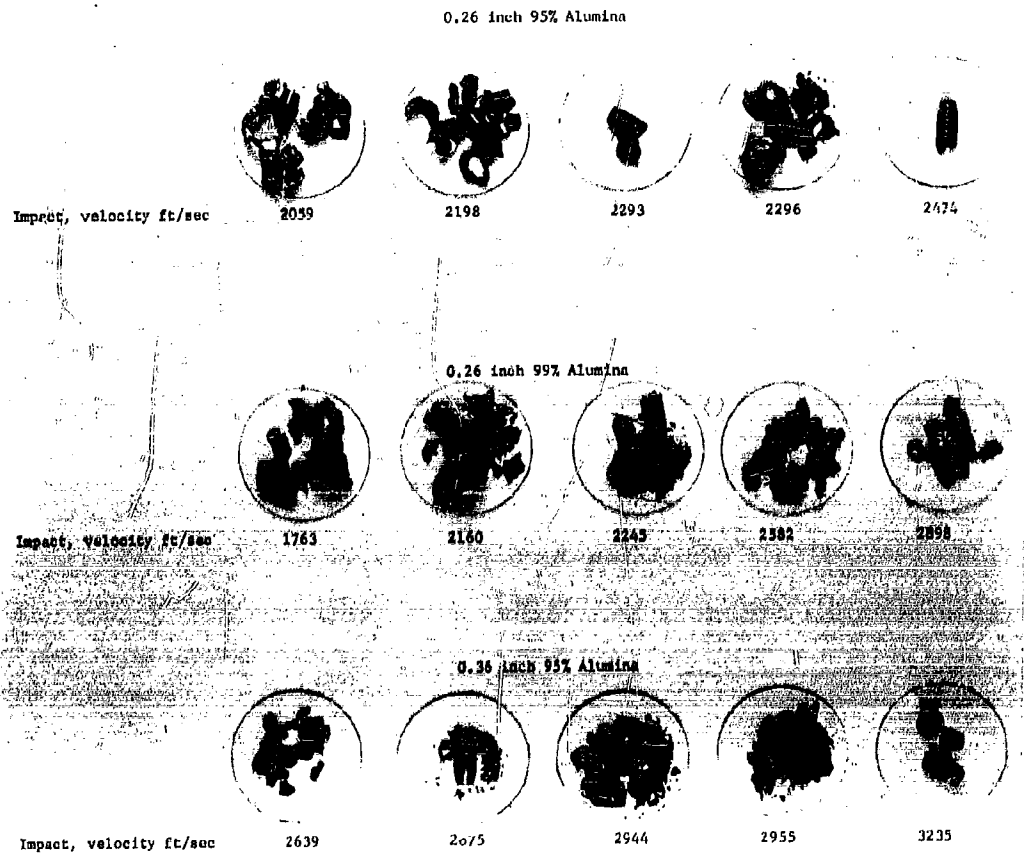 0.26 inch 95% Alumina
Impact, velocity ft/sec 2059 2198 2293 2296 2474
0.26 inch 99% Alumina
Impact, velocity ft/sec 1763 2160 2245 2382 2898
0.36 inch 95% Alumina
Impact, velocity ft/sec 2639 2675 2944 2955 3235